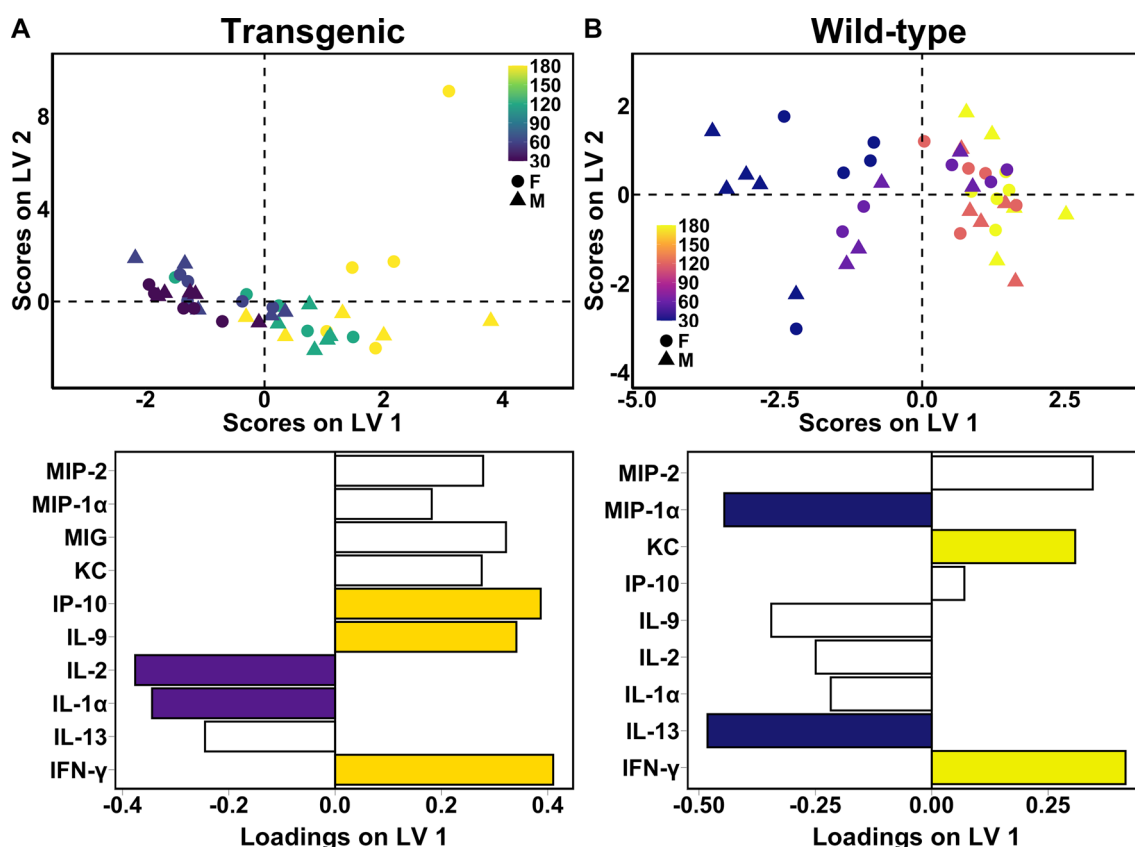 A
Transgenic
Scores on LV 2
8
4
0
180
150
120
90
60
30
F
M
-2
0
2
4
Scores on LV 1
MIP-2
MIP-1α
MIG
KC
IP-10
IL-9
IL-2
IL-1α
IL-13
IFN-γ
-0.4
-0.2
0.0
0.2
0.4
Loadings on LV 1
B
Wild-type
Scores on LV 2
2
0
-2
-4
180
150
120
90
60
30
F
M
-5.0
-2.5
0.0
2.5
Scores on LV 1
MIP-2
MIP-1α
KC
IP-10
IL-9
IL-2
IL-1α
IL-13
IFN-γ
-0.50
-0.25
0.00
0.25
Loadings on LV 1